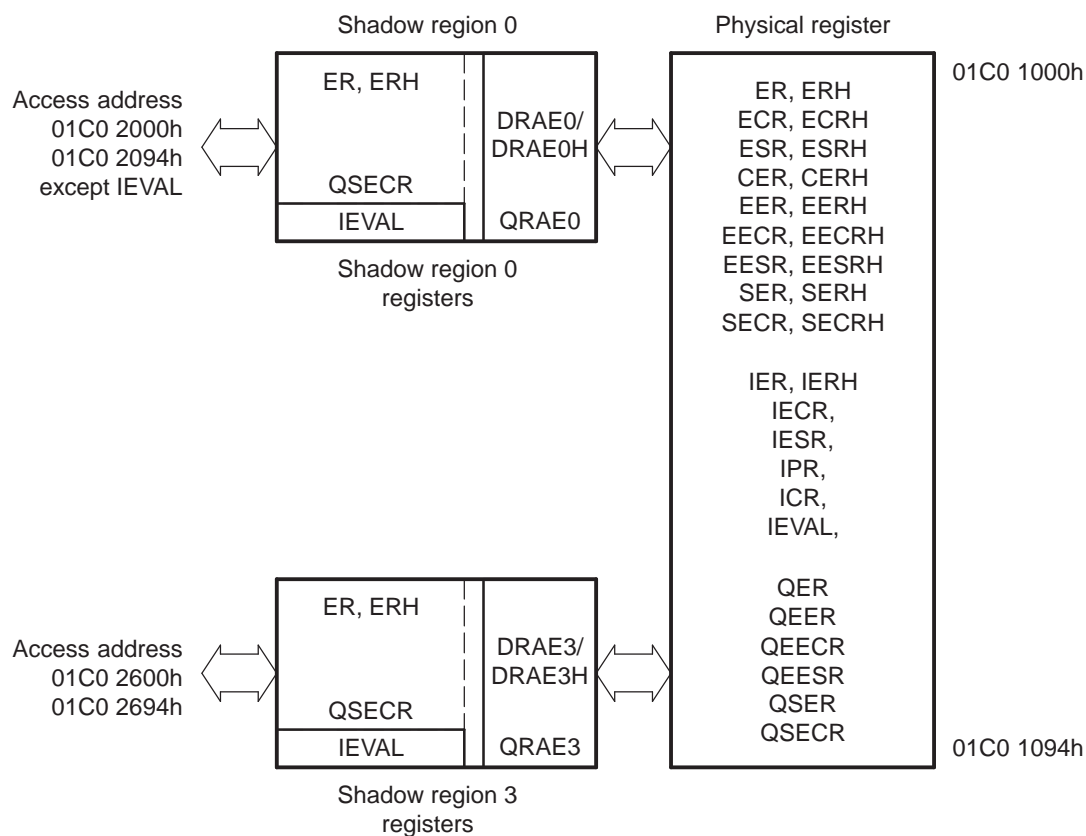 Shadow region 0
Access address
01C0 2000h
01C0 2094h
except IEVAL
ER, ERH
QSECR
IEVAL
DRAE0/
DRAE0H
QRAE0
Shadow region 0
registers
Access address
01C0 2600h
01C0 2694h
ER, ERH
QSECR
IEVAL
DRAE3/
DRAE3H
QRAE3
Shadow region 3
registers
Physical register
01C0 1000h
ER, ERH
ECR, ECRH
ESR, ESRH
CER, CERH
EER, EERH
EECR, EECRH
EESR, EESRH
SER, SERH
SECR, SECRH
IER, IERH
IECR,
IESR,
IPR,
ICR,
IEVAL,
QER
QEER
QEECR
QEESR
QSER
QSECR
01C0 1094h